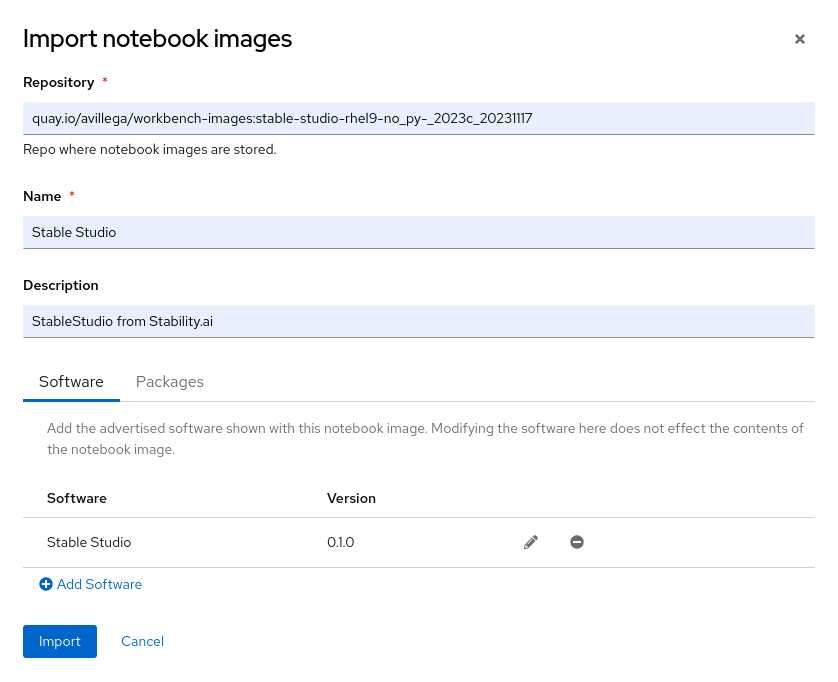 Import notebook images
Repository *
quay.io/avillega/workbench-images:stable-studio-rhel9-no_py-_2023c_20231117
Repo where notebook images are stored.
Name *
Stable Studio
Description
StableStudio from Stability.ai
Software Packages
Add the advertised software shown with this notebook image. Modifying the software here does not effect the contents of
the notebook image.
Software Version
Stable Studio 0.1.0
Add Software
Import Cancel